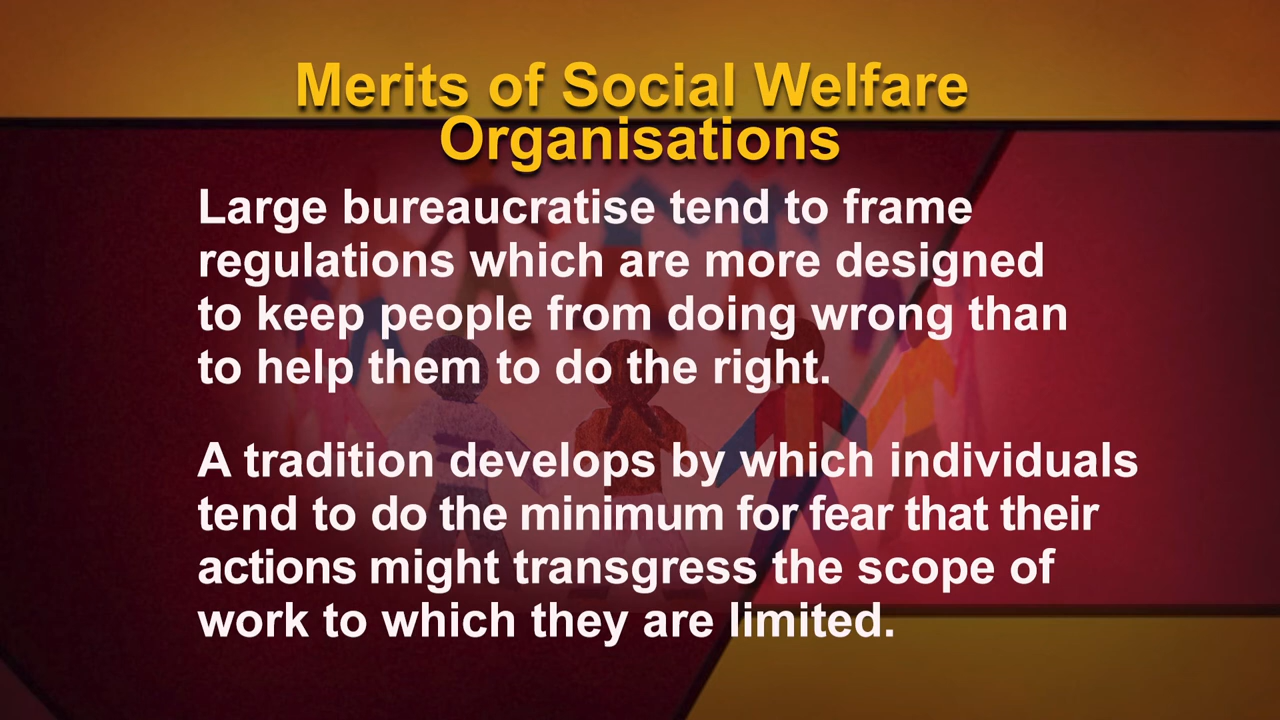 Merits of Social Welfare
Organisations
Large bureaucratise tend to frame
regulations which are more designed
to keep people from doing wrong than
to help them to do the right.
A tradition develops by which individuals
tend to do the minimum for fear that their
actions might transgress the scope of
work to which they are limited.